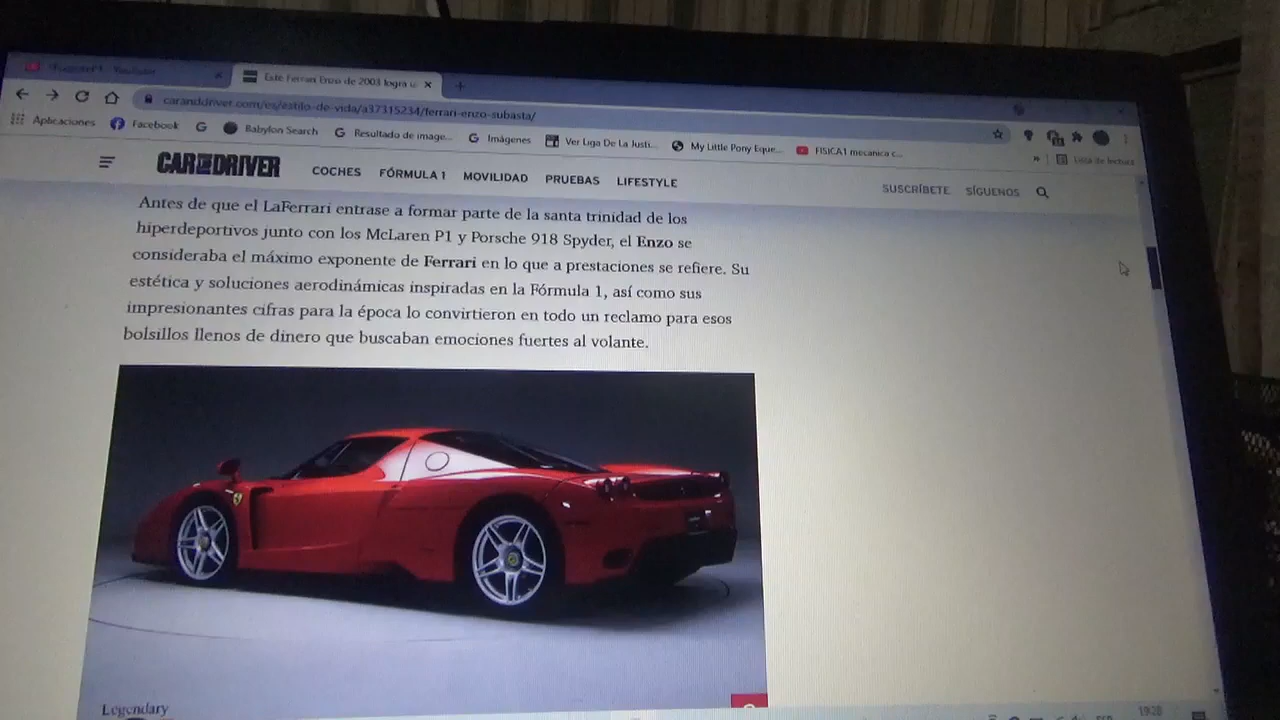 Este Ferrari Enzo de 2003 logra
caranddriver.com/es/estilo-de-vida/a37315234/ferrari-enzo-subasta/
Aplicaciones Facebook Babylon Search Resultado de image... Imágenes Ver Liga De La Justi... My Little Pony Eque... FISICA1 mecanica c... »
Lista de lectura
CAR AND DRIVER COCHES FÓRMULA 1 MOVILIDAD PRUEBAS LIFESTYLE SUSCRÍBETE SÍGUENOS
Antes de que el LaFerrari entrase a formar parte de la santa trinidad de los
hiperdeportivos junto con los McLaren P1 y Porsche 918 Spyder, el Enzo se
consideraba el máximo exponente de Ferrari en lo que a prestaciones se refiere. Su
estética y soluciones aerodinámicas inspiradas en la Fórmula 1, así como sus
impresionantes cifras para la época lo convirtieron en todo un reclamo para esos
bolsillos llenos de dinero que buscaban emociones fuertes al volante.
Legendary
19:28